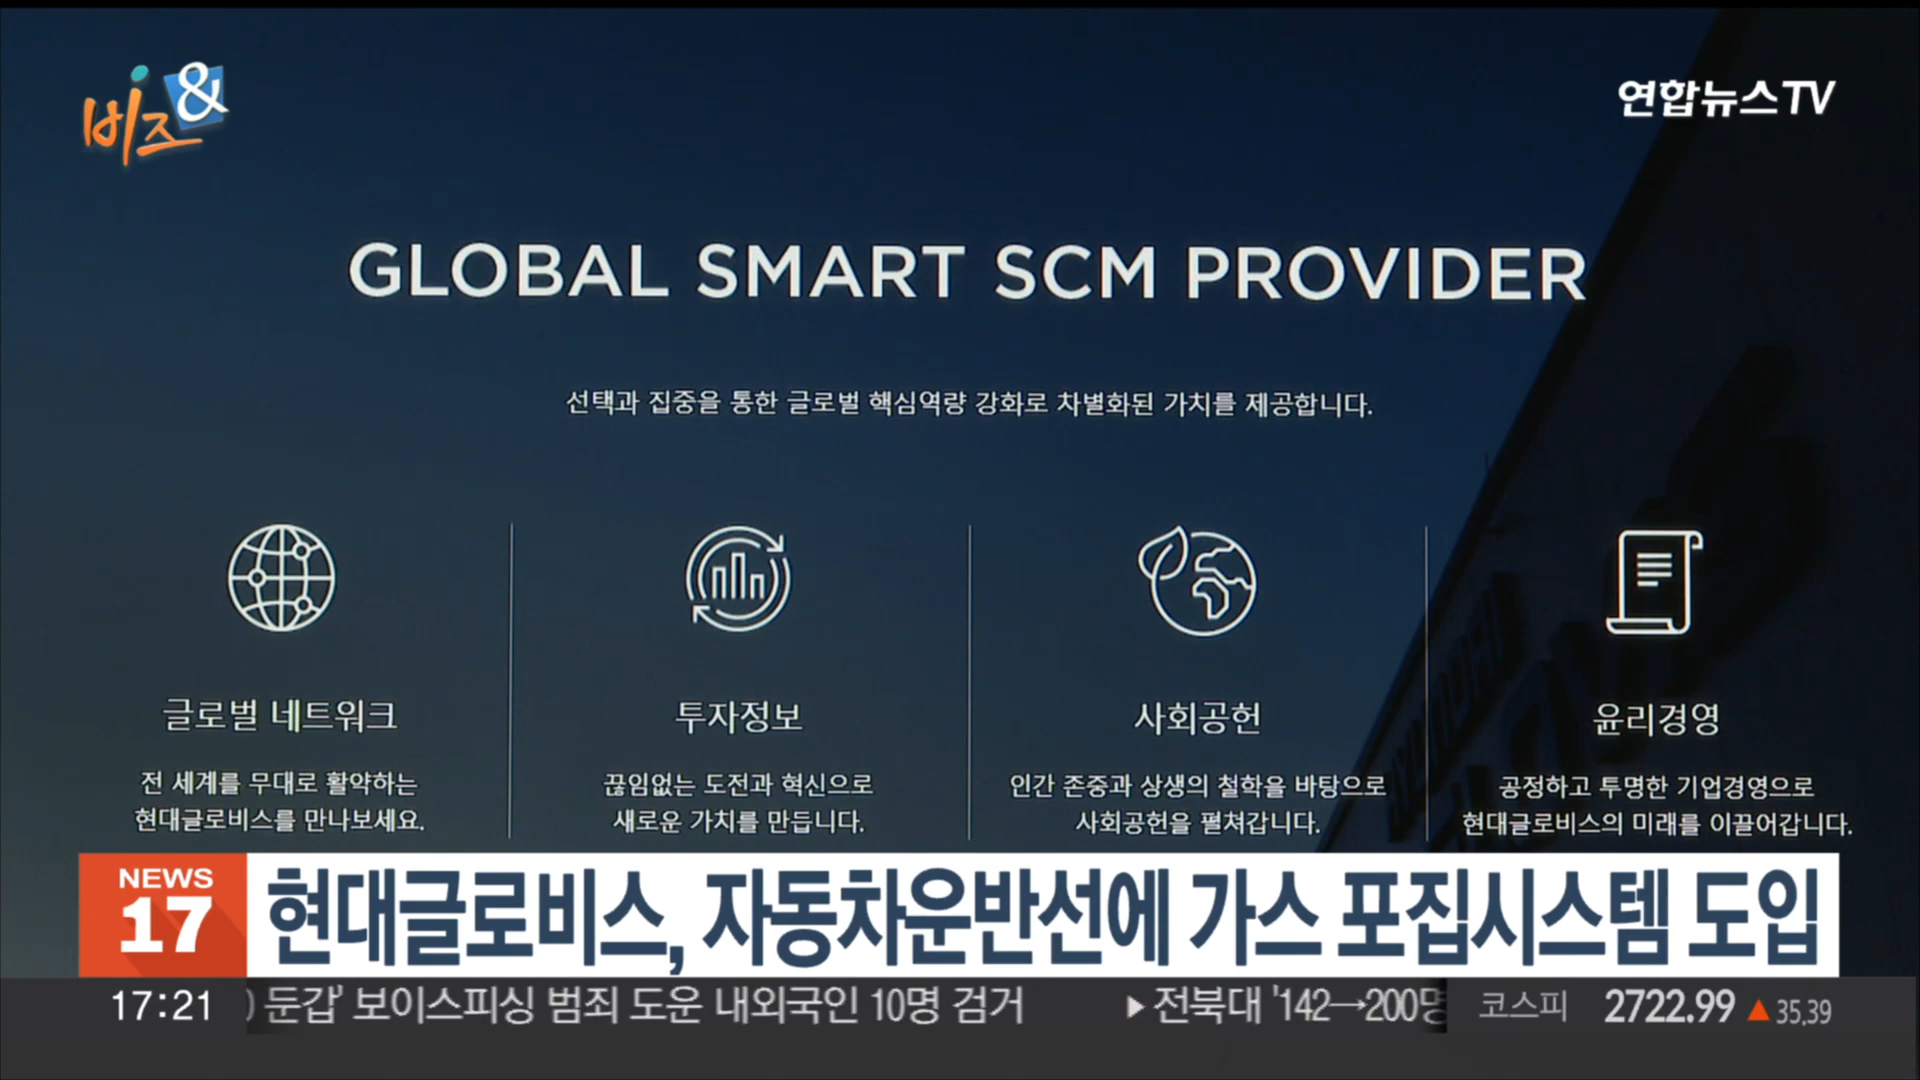 비즈&
연합뉴스TV
GLOBAL SMART SCM PROVIDER
선택과 집중을 통한 글로벌 핵심역량 강화로 차별화된 가치를 제공합니다.
글로벌 네트워크
전 세계를 무대로 활약하는
현대글로비스를 만나보세요.
투자정보
끊임없는 도전과 혁신으로
새로운 가치를 만듭니다.
사회공헌
인간 존중과 상생의 철학을 바탕으로
사회공헌을 펼쳐갑니다.
윤리경영
공정하고 투명한 기업경영으로
현대글로비스의 미래를 이끌어갑니다.
NEWS
17
현대글로비스, 자동차운반선에 가스 포집시스템 도입
17:21 둔갑' 보이스피싱 범죄 도운 내외국인 10명 검거 ▶전북대 '142→200명 코스피 2722.99 ▲35.39